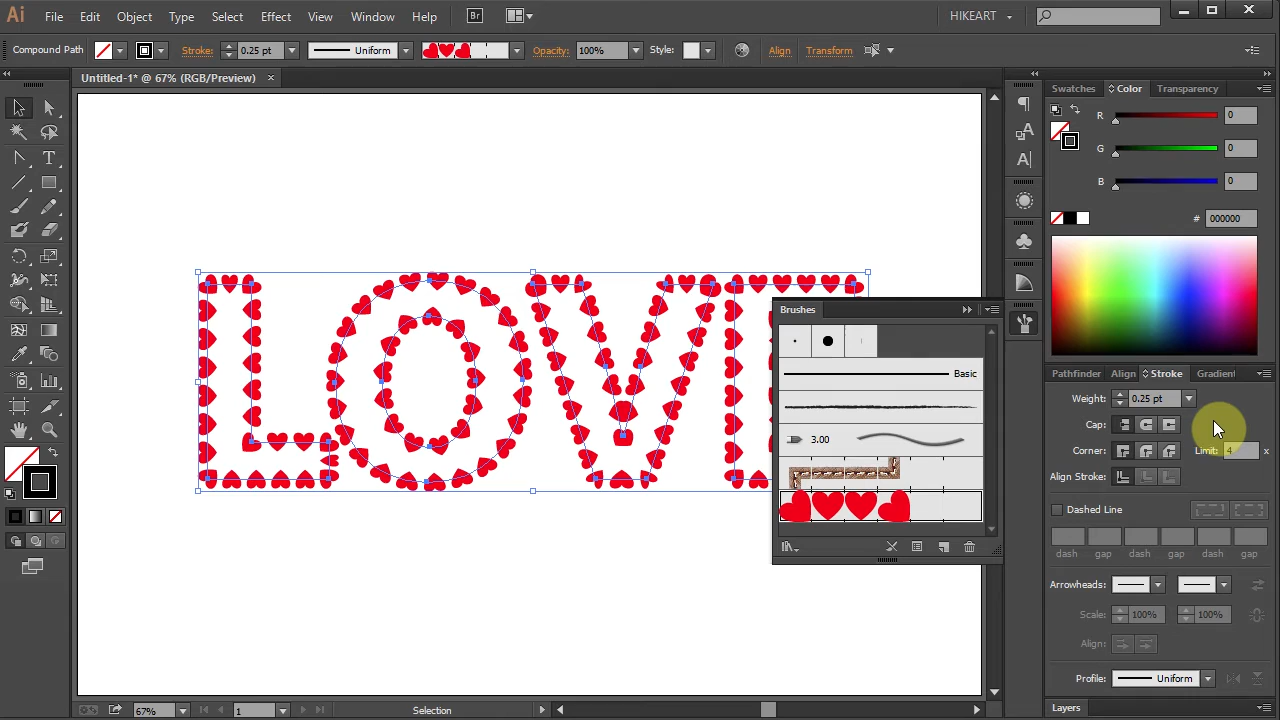 Ai File Edit Object Type Select Effect View Window Help Br HIKEART
Compound Path Stroke: 0.25 pt Uniform Opacity: 100% Style: Align Transform
Untitled-1* @ 67% (RGB/Preview) ×
Swatches Color Transparency
R 0
G 0
B 0
# 000000
LOVE
Brushes
Basic
3.00
Pathfinder Align Stroke Gradient
Weight: 0.25 pt
Cap:
Corner: Limit: 4 x
Align Stroke:
Dashed Line
dash gap dash gap dash gap
Arrowheads:
Scale: 100% 100%
Align:
Profile: Uniform
Layers
67% 1 Selection